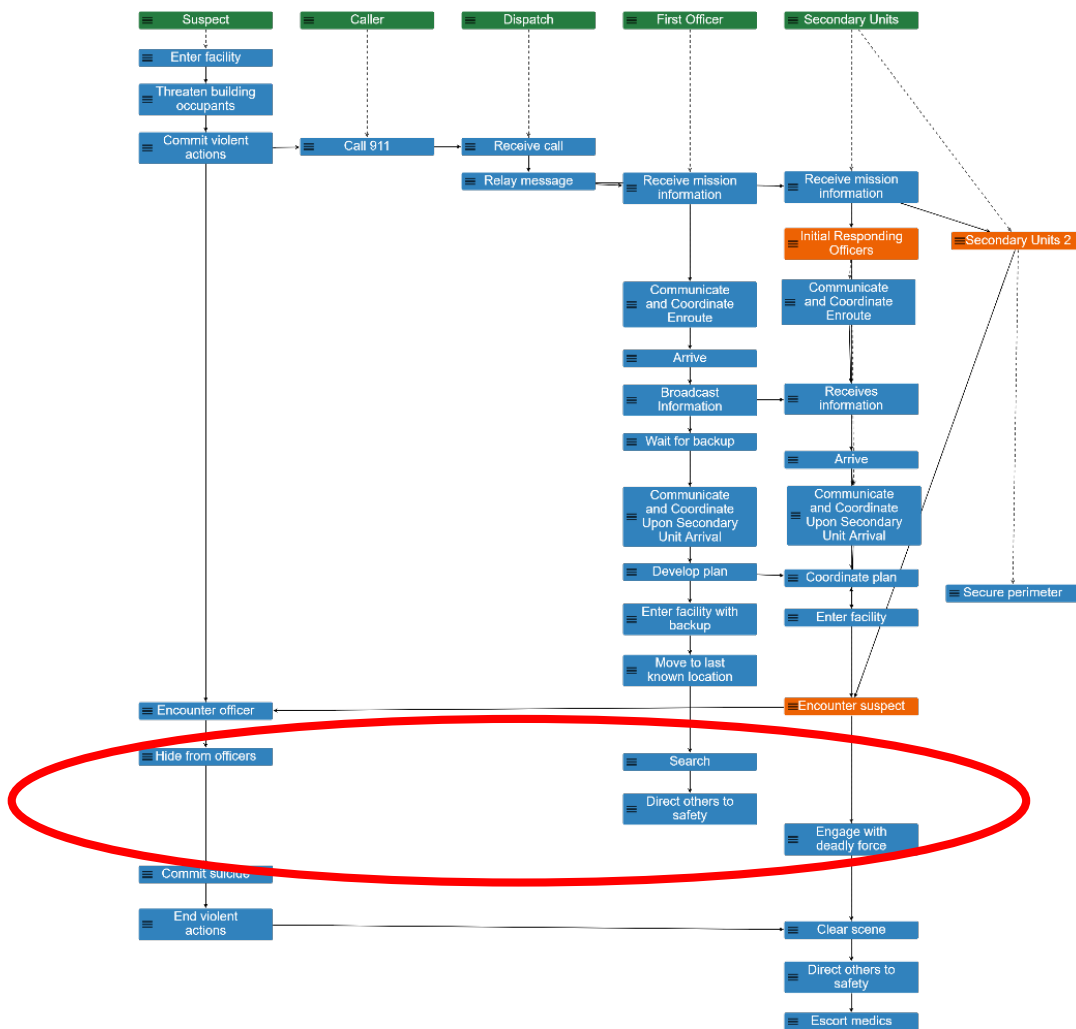 Suspect
Caller
Dispatch
First Officer
Secondary Units
Enter facility
Threaten building
occupants
Commit violent
actions
Call 911
Receive call
Relay message
Receive mission
information
Receive mission
information
Initial Responding
Officers
Secondary Units 2
Communicate
and Coordinate
Enroute
Communicate
and Coordinate
Enroute
Arrive
Broadcast
Information
Receives
information
Wait for backup
Arrive
Communicate
and Coordinate
Upon Secondary
Unit Arrival
Communicate
and Coordinate
Upon Secondary
Unit Arrival
Develop plan
Coordinate plan
Secure perimeter
Enter facility with
backup
Enter facility
Move to last
known location
Encounter officer
Encounter suspect
Hide from officers
Search
Direct others to
safety
Engage with
deadly force
Commit suicide
End violent
actions
Clear scene
Direct others to
safety
Escort medics